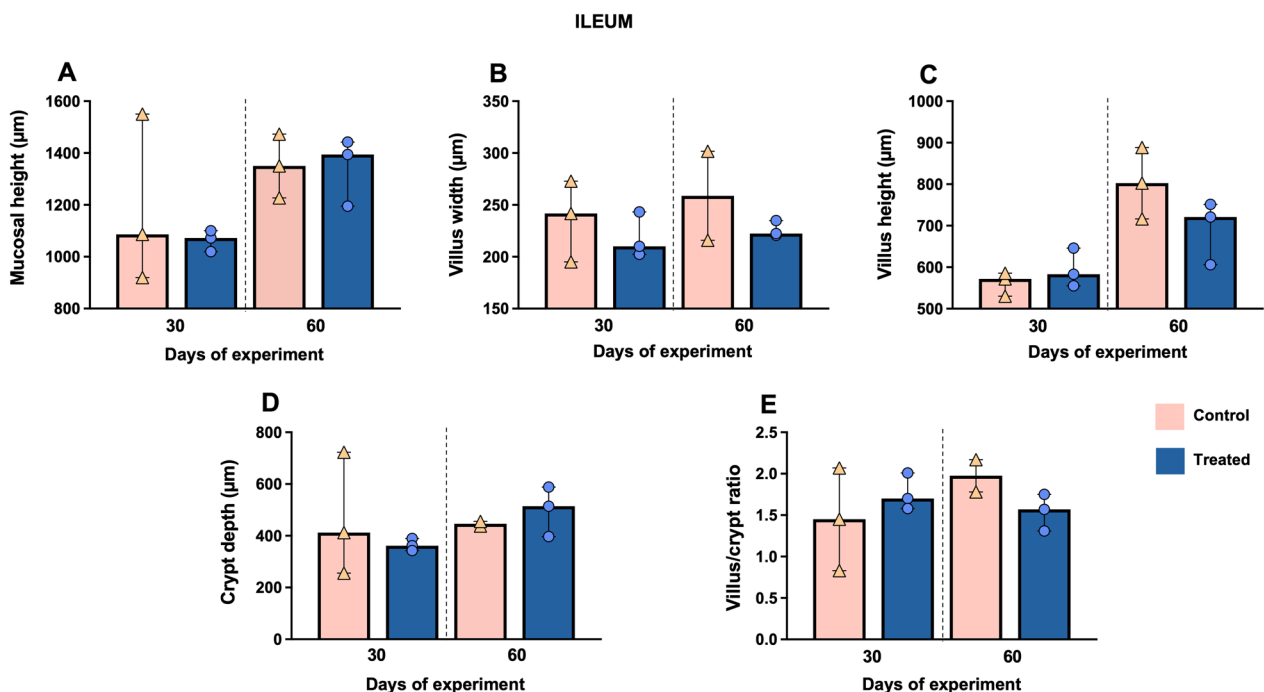 ILEUM
A
Mucosal height (μm)
1600
1400
1200
1000
800
30
60
Days of experiment
B
Villus width (μm)
350
300
250
200
150
30
60
Days of experiment
C
Villus height (μm)
1000
900
800
700
600
500
30
60
Days of experiment
D
Crypt depth (μm)
800
600
400
200
0
30
60
Days of experiment
E
Villus/crypt ratio
2.5
2.0
1.5
1.0
0.5
0.0
30
60
Days of experiment
Control
Treated